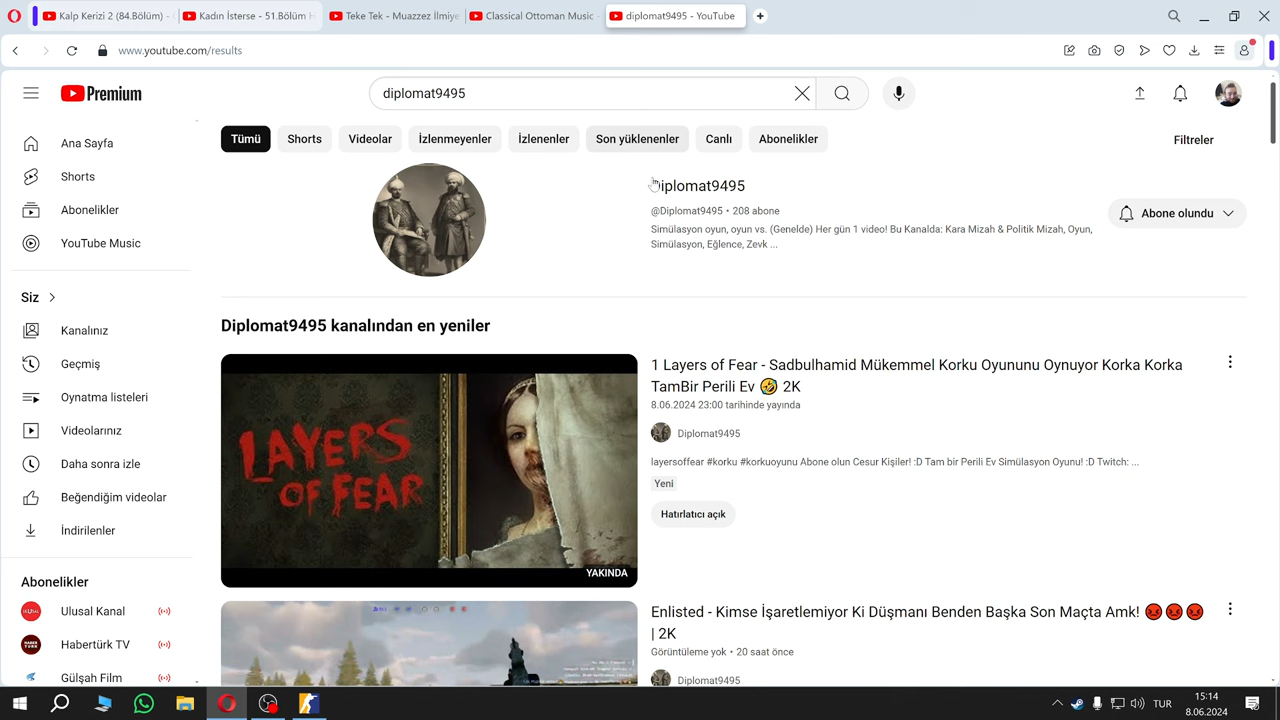 Kalp Kerizi 2 (84.Bölüm) -
Kadın İsterse - 51.Bölüm H
Teke Tek - Muazzez İlmiye
Classical Ottoman Music -
diplomat9495 - YouTube
www.youtube.com/results
Premium
diplomat9495
Ana Sayfa
Shorts
Abonelikler
YouTube Music
Siz
Kanalınız
Geçmiş
Oynatma listeleri
Videolarınız
Daha sonra izle
Beğendiğim videolar
İndirilenler
Abonelikler
Ulusal Kanal
Habertürk TV
Gülşah Film
Tümü
Shorts
Videolar
İzlenmeyenler
İzlenenler
Son yüklenenler
Canlı
Abonelikler
Filtreler
Diplomat9495
@Diplomat9495 • 208 abone
Simülasyon oyun, oyun vs. (Genelde) Her gün 1 video! Bu Kanalda: Kara Mizah & Politik Mizah, Oyun,
Simülasyon, Eğlence, Zevk ...
Abone olundu
Diplomat9495 kanalından en yeniler
LAYERS
OF FEAR
YAKINDA
1 Layers of Fear - Sadbulhamid Mükemmel Korku Oyununu Oynuyor Korka Korka
TamBir Perili Ev 🤣 2K
8.06.2024 23:00 tarihinde yayında
Diplomat9495
layersoffear #korku #korkuoyunu Abone olun Cesur Kişiler! :D Tam bir Perili Ev Simülasyon Oyunu! :D Twitch: ...
Yeni
Hatırlatıcı açık
Enlisted - Kimse İşaretlemiyor Ki Düşmanı Benden Başka Son Maçta Amk! 😡😡😡
| 2K
Görüntüleme yok • 20 saat önce
Diplomat9495
TUR
15:14
8.06.2024